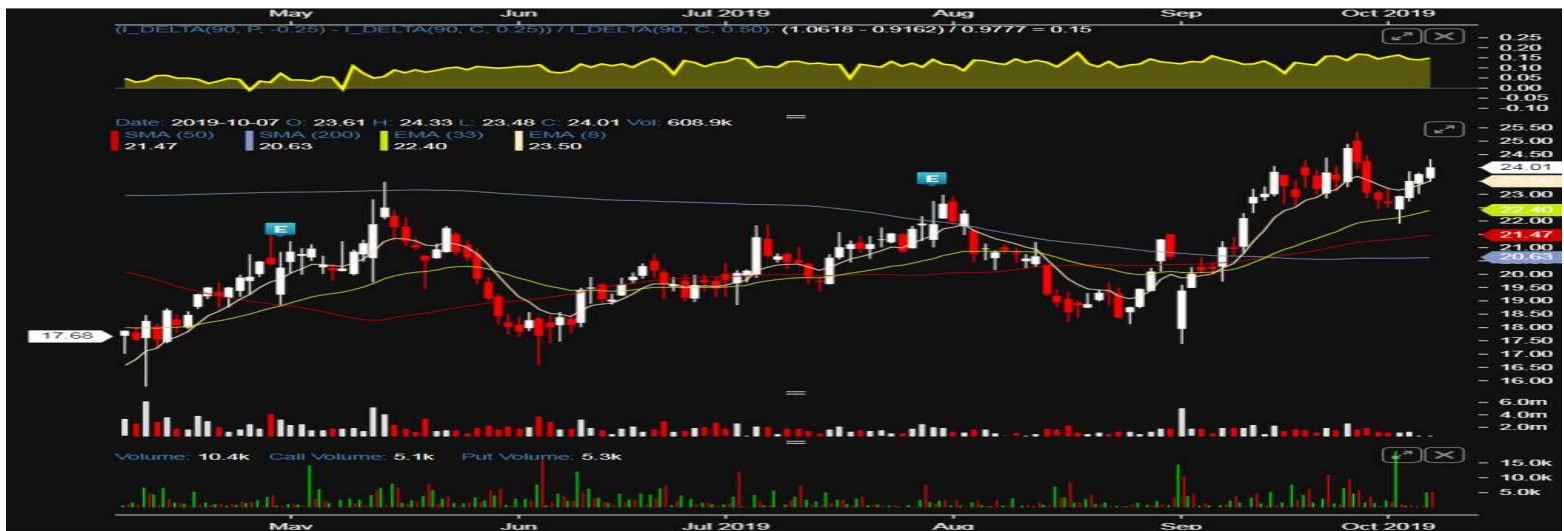 May Jun Jul 2019 Aug Sep Oct 2019
(I_DELTA(90, P, -0.25) - I_DELTA(90, C, 0.25)) / I_DELTA(90, C, 0.50): (1.0618 - 0.9162) / 0.9777 = 0.15
0.25
0.20
0.15
0.10
0.05
0.00
-0.05
-0.10
Date: 2019-10-07 O: 23.61 H: 24.33 L: 23.48 C: 24.01 Vol: 608.9k
SMA (50) SMA (200) EMA (33) EMA (8)
21.47 20.63 22.40 23.50
E
E
25.50
25.00
24.50
24.01
23.50
23.00
22.40
22.00
21.47
21.00
20.63
20.00
19.50
19.00
18.50
18.00
17.68
17.50
17.00
16.50
16.00
6.0m
4.0m
2.0m
Volume: 10.4k Call Volume: 5.1k Put Volume: 5.3k
15.0k
10.0k
5.0k
May Jun Jul 2019 Aug Sep Oct 2019